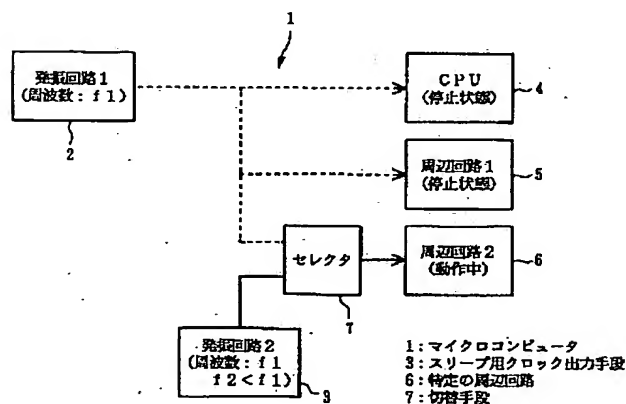 1
発振回路1
(周波数:f1)
2
CPU
(停止状態)
4
周辺回路1
(停止状態)
5
セレクタ
7
周辺回路2
(動作中)
6
発振回路2
(周波数:f1
f2<f1)
3
1:マイクロコンピュータ
3:スリープ用クロック出力手段
6:特定の周辺回路
7:切替手段